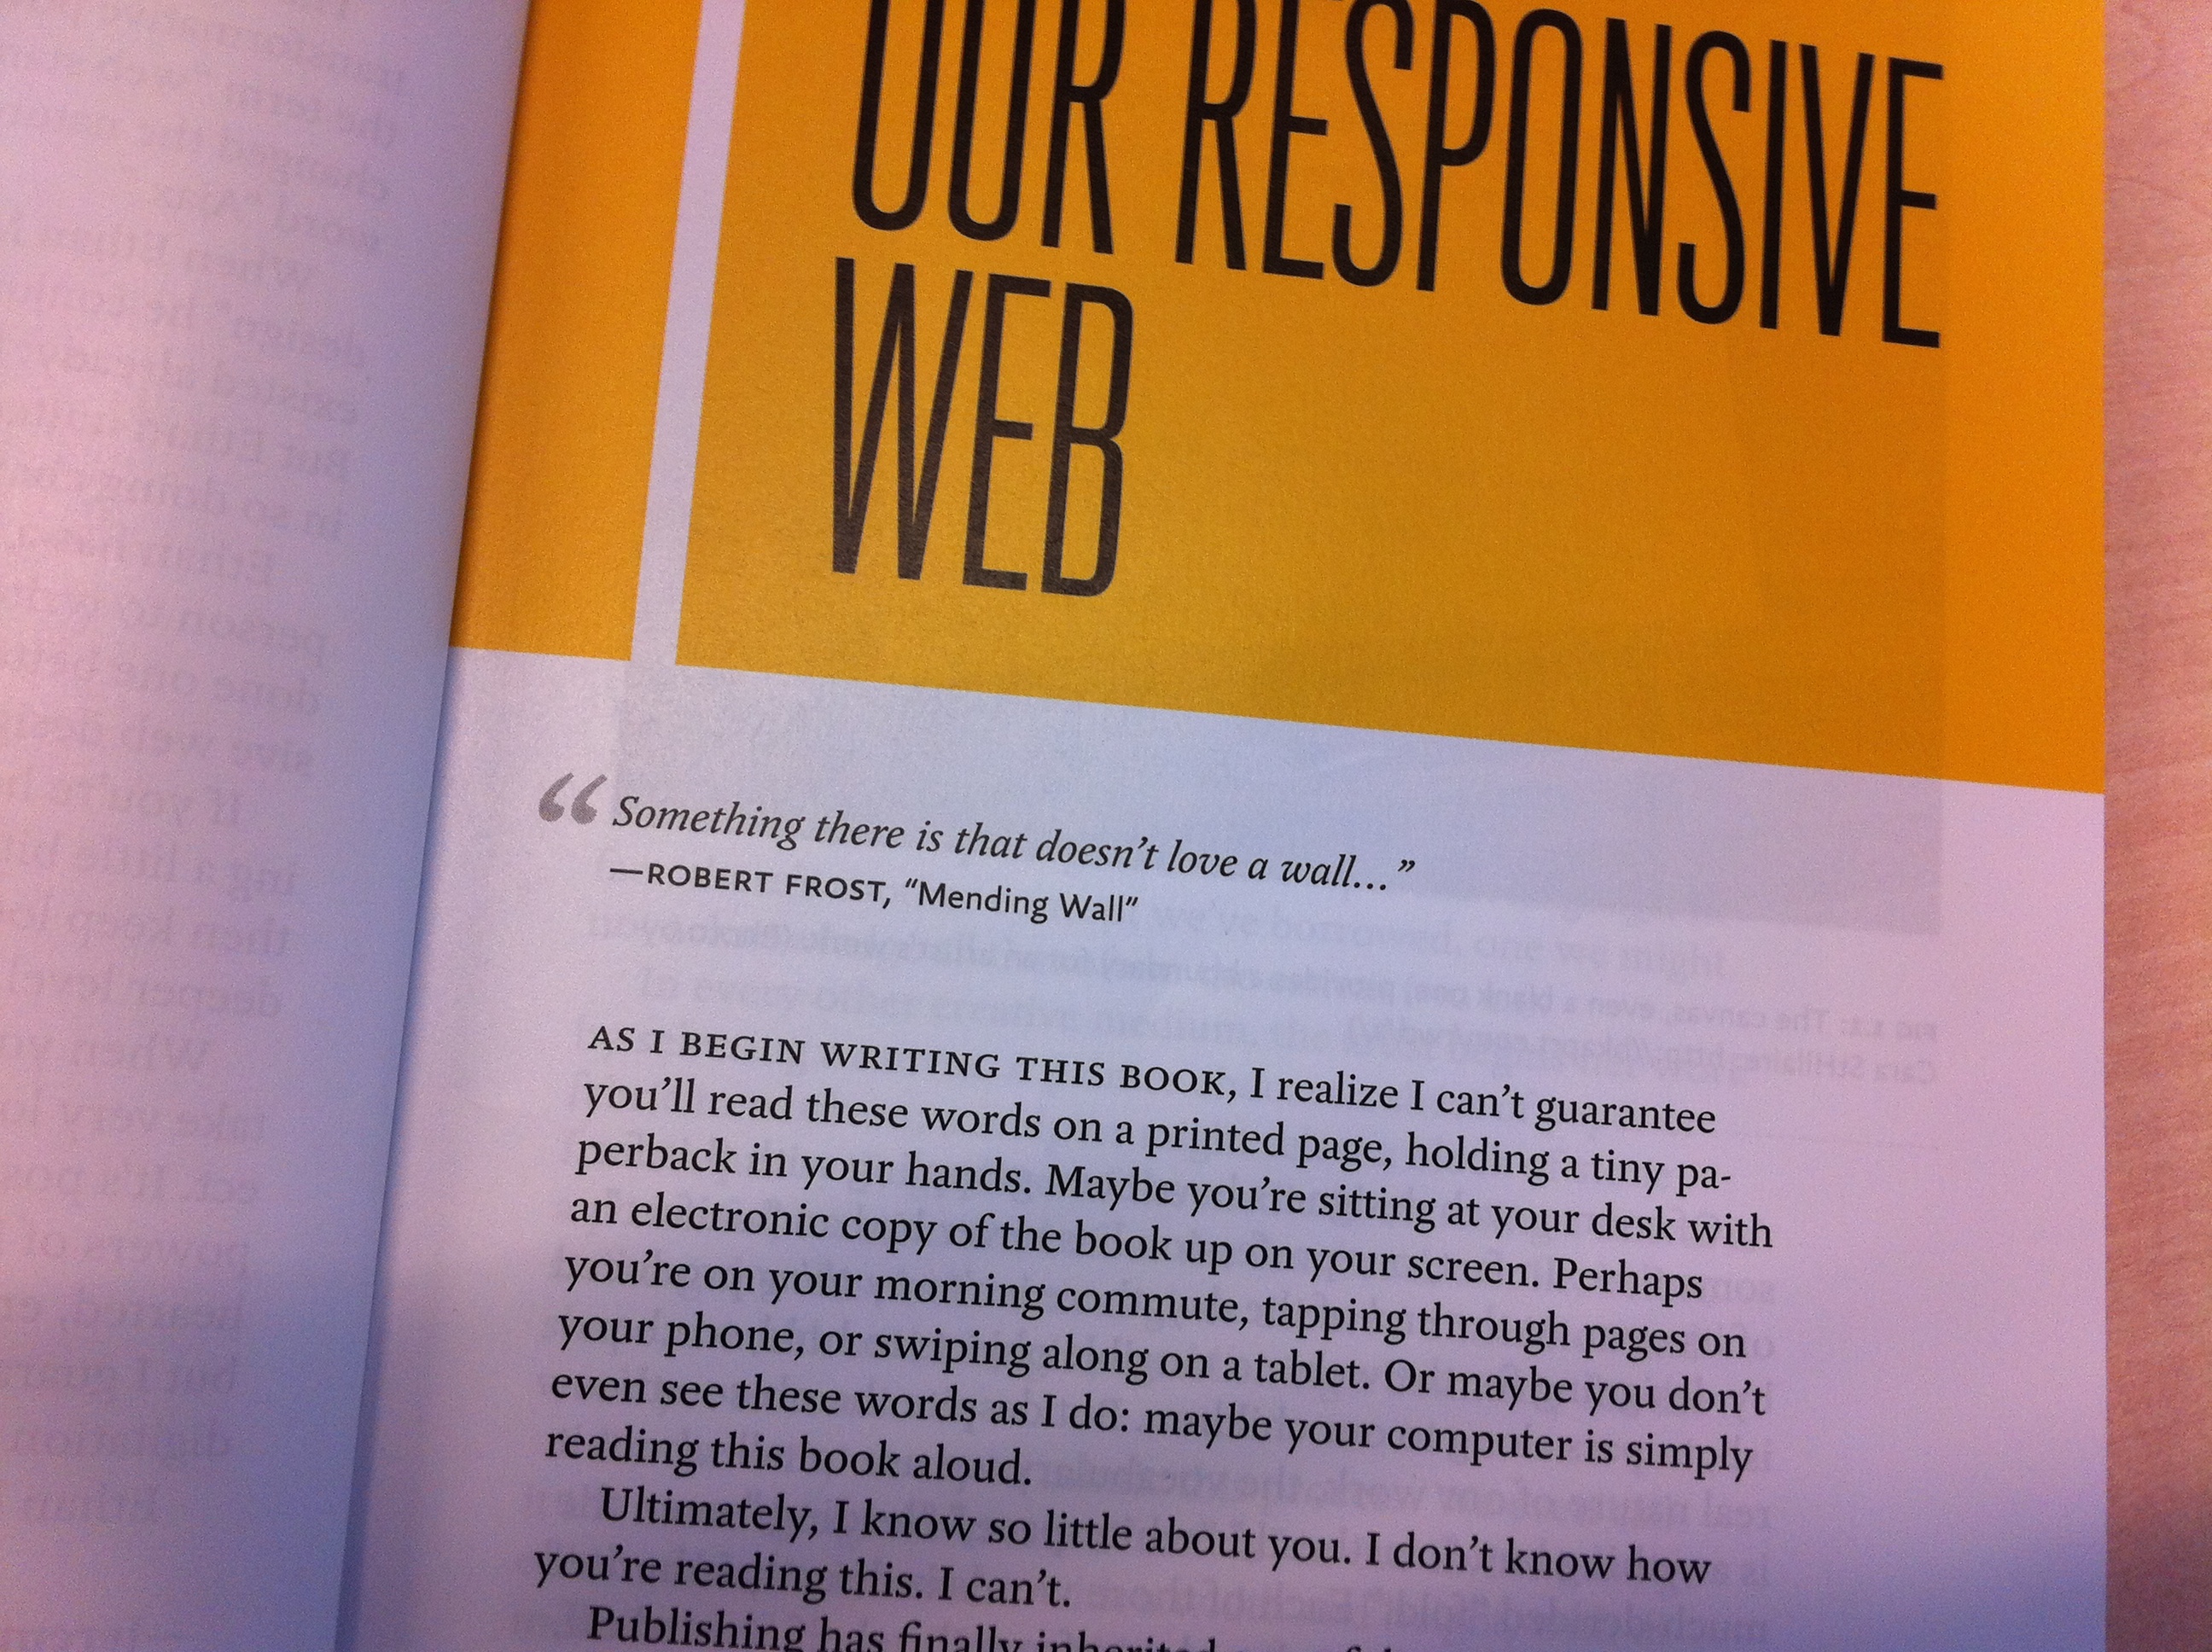 OUR RESPONSIVE
WEB
“Something there is that doesn’t love a wall…”
—ROBERT FROST, “Mending Wall”
AS I BEGIN WRITING THIS BOOK, I realize I can’t guarantee
you’ll read these words on a printed page, holding a tiny pa-
perback in your hands. Maybe you’re sitting at your desk with
an electronic copy of the book up on your screen. Perhaps
you’re on your morning commute, tapping through pages on
your phone, or swiping along on a tablet. Or maybe you don’t
even see these words as I do: maybe your computer is simply
reading this book aloud.
Ultimately, I know so little about you. I don’t know how
you’re reading this. I can’t.
Publishing has finally inherited